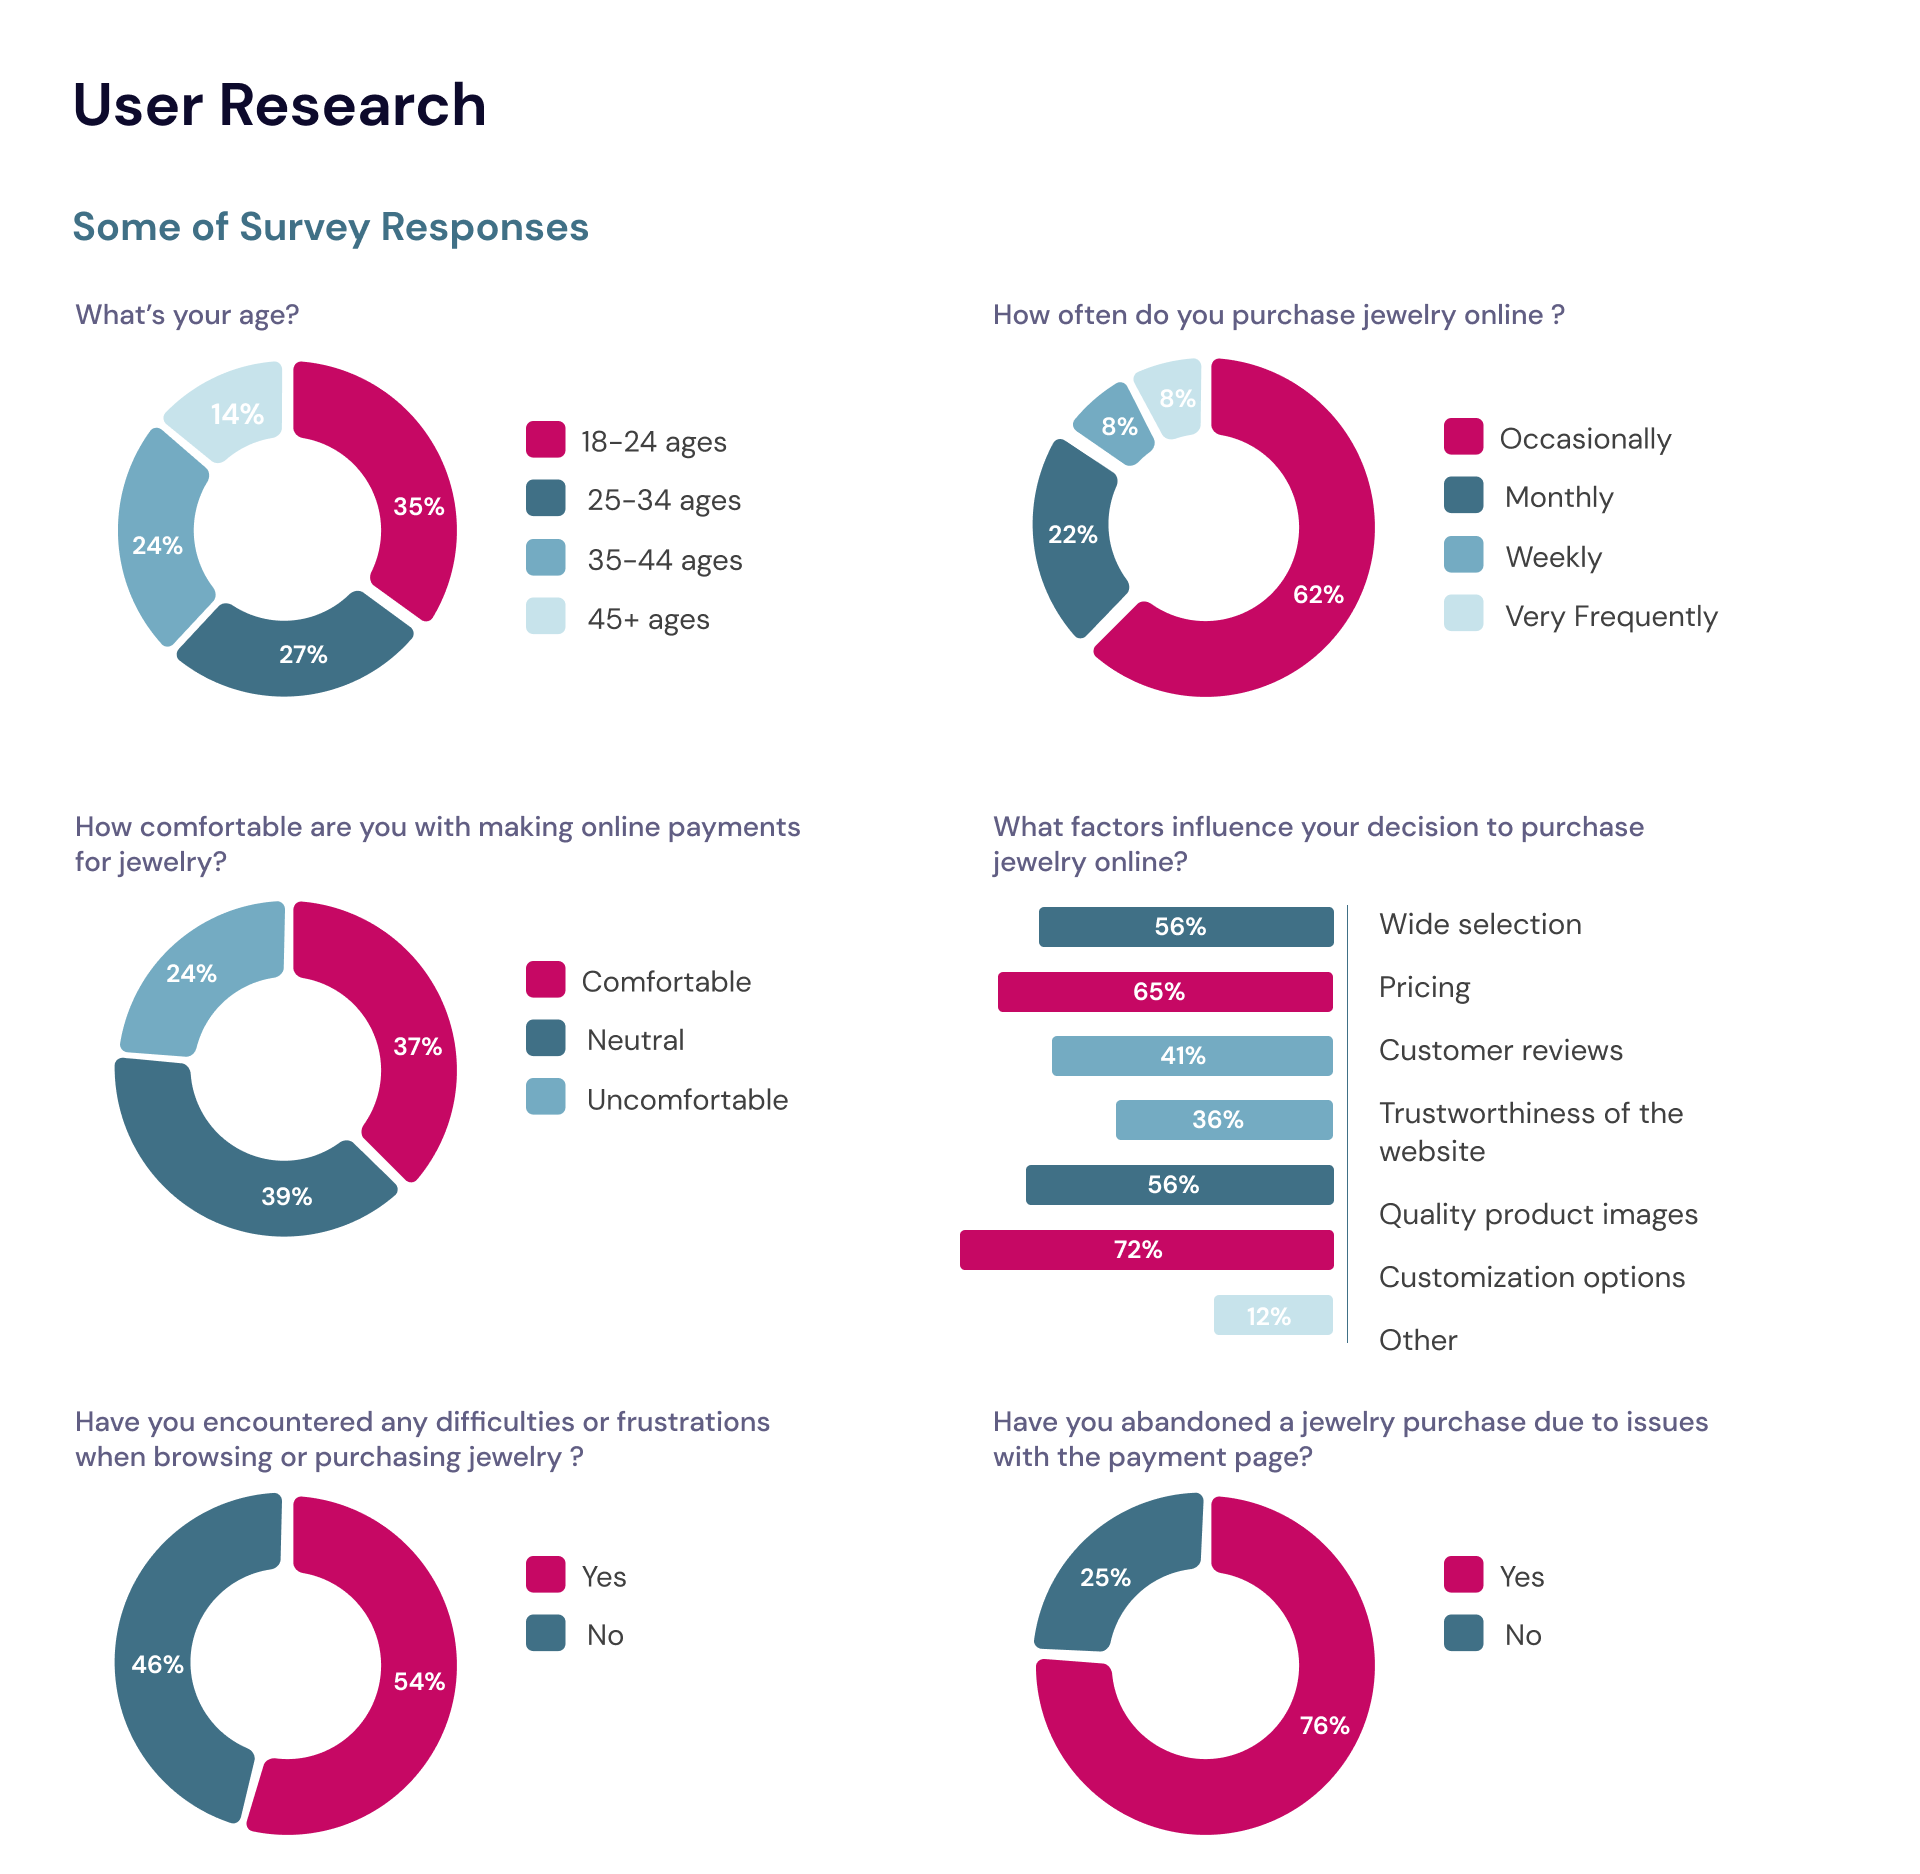 User Research
Some of Survey Responses
What’s your age?
14%
35%
24%
27%
18-24 ages
25-34 ages
35-44 ages
45+ ages
How often do you purchase jewelry online ?
8%
8%
22%
62%
Occasionally
Monthly
Weekly
Very Frequently
How comfortable are you with making online payments
for jewelry?
24%
37%
39%
Comfortable
Neutral
Uncomfortable
What factors influence your decision to purchase
jewelry online?
56%
Wide selection
65%
Pricing
41%
Customer reviews
36%
Trustworthiness of the
website
56%
Quality product images
72%
Customization options
12%
Other
Have you encountered any difficulties or frustrations
when browsing or purchasing jewelry ?
46%
54%
Yes
No
Have you abandoned a jewelry purchase due to issues
with the payment page?
25%
76%
Yes
No